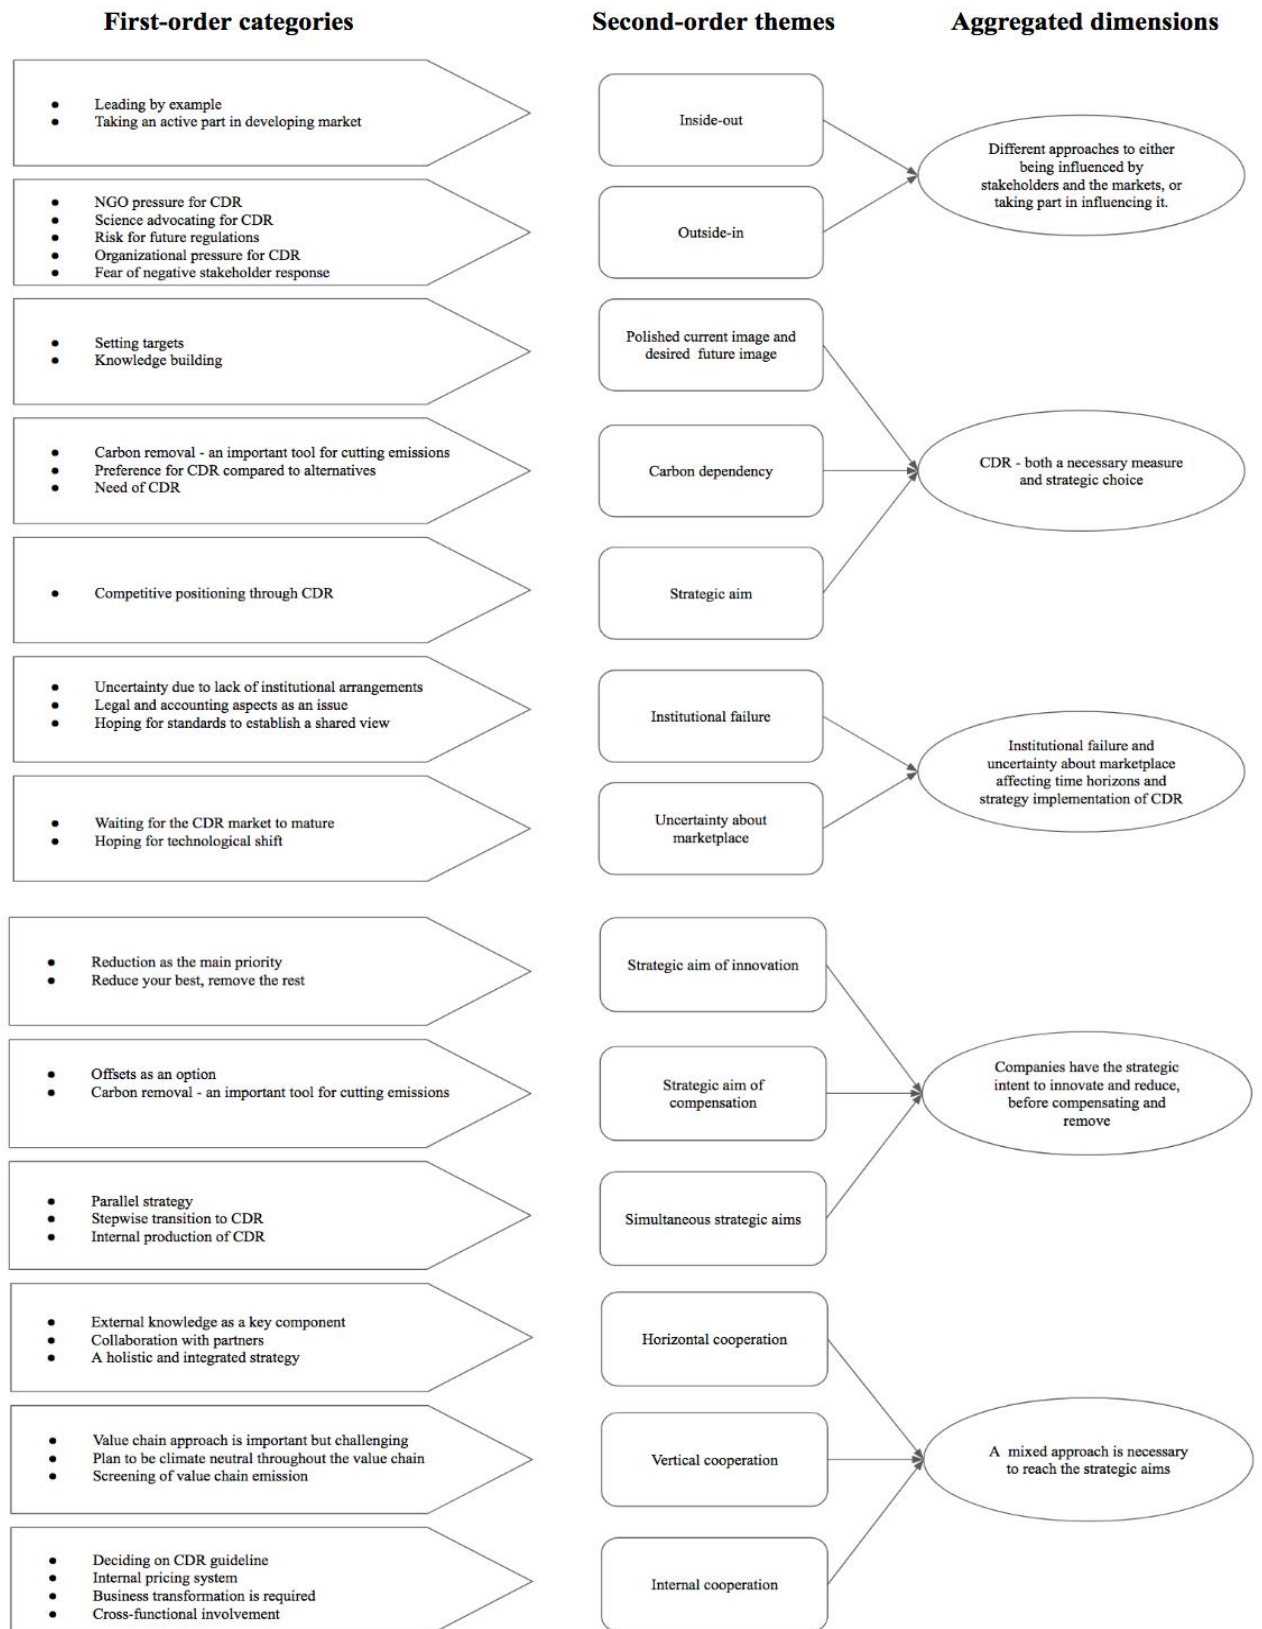 First-order categories
Second-order themes
Aggregated dimensions
● Leading by example
● Taking an active part in developing market
Inside-out
Different approaches to either
being influenced by
stakeholders and the markets, or
taking part in influencing it.
● NGO pressure for CDR
● Science advocating for CDR
● Risk for future regulations
● Organizational pressure for CDR
● Fear of negative stakeholder response
Outside-in
● Setting targets
● Knowledge building
Polished current image and
desired future image
● Carbon removal - an important tool for cutting emissions
● Preference for CDR compared to alternatives
● Need of CDR
Carbon dependency
CDR - both a necessary measure
and strategic choice
● Competitive positioning through CDR
Strategic aim
● Uncertainty due to lack of institutional arrangements
● Legal and accounting aspects as an issue
● Hoping for standards to establish a shared view
Institutional failure
Institutional failure and
uncertainty about marketplace
affecting time horizons and
strategy implementation of CDR
● Waiting for the CDR market to mature
● Hoping for technological shift
Uncertainty about
marketplace
● Reduction as the main priority
● Reduce your best, remove the rest
Strategic aim of innovation
● Offsets as an option
● Carbon removal - an important tool for cutting emissions
Strategic aim of
compensation
Companies have the strategic
intent to innovate and reduce,
before compensating and
remove
● Parallel strategy
● Stepwise transition to CDR
● Internal production of CDR
Simultaneous strategic aims
● External knowledge as a key component
● Collaboration with partners
● A holistic and integrated strategy
Horizontal cooperation
● Value chain approach is important but challenging
● Plan to be climate neutral throughout the value chain
● Screening of value chain emission
Vertical cooperation
A mixed approach is necessary
to reach the strategic aims
● Deciding on CDR guideline
● Internal pricing system
● Business transformation is required
● Cross-functional involvement
Internal cooperation